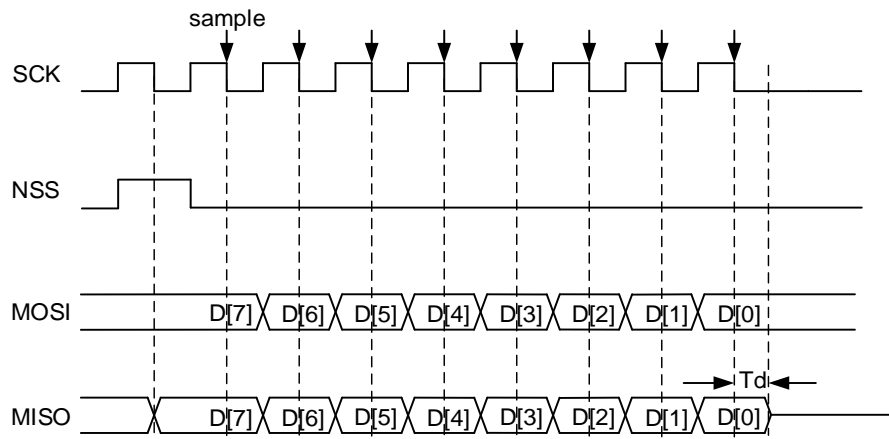 sample
SCK
NSS
MOSI D[7] D[6] D[5] D[4] D[3] D[2] D[1] D[0]
Td
MISO D[7] D[6] D[5] D[4] D[3] D[2] D[1] D[0]